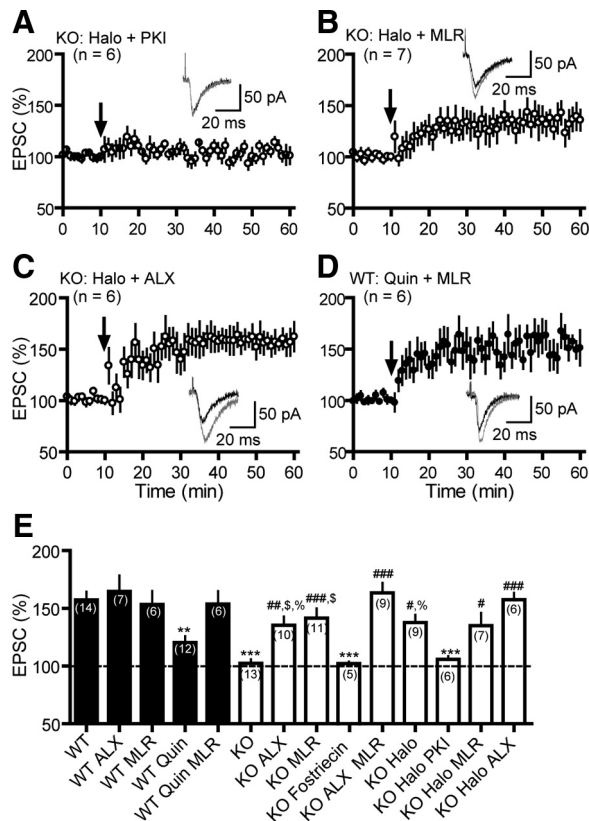 A
KO: Halo + PKI
(n = 6)
200
150
100
50
EPSC (%)
50 pA
20 ms
0 10 20 30 40 50 60
B
KO: Halo + MLR
(n = 7)
200
150
100
50
50 pA
20 ms
0 10 20 30 40 50 60
C
KO: Halo + ALX
(n = 6)
200
150
100
50
EPSC (%)
50 pA
20 ms
0 10 20 30 40 50 60
Time (min)
D
WT: Quin + MLR
(n = 6)
200
150
100
50
50 pA
20 ms
0 10 20 30 40 50 60
Time (min)
E
200
150
100
50
EPSC (%)
** *** ##,$,% ###,$ *** ### #,% *** # ###
(14) (7) (6) (12) (6) (13) (10) (11) (5) (9) (9) (6) (7) (6)
WT
WT ALX
WT MLR
WT Quin
WT Quin MLR
KO
KO ALX
KO MLR
KO Fostriecin
KO ALX MLR
KO Halo
KO Halo PKI
KO Halo MLR
KO Halo ALX